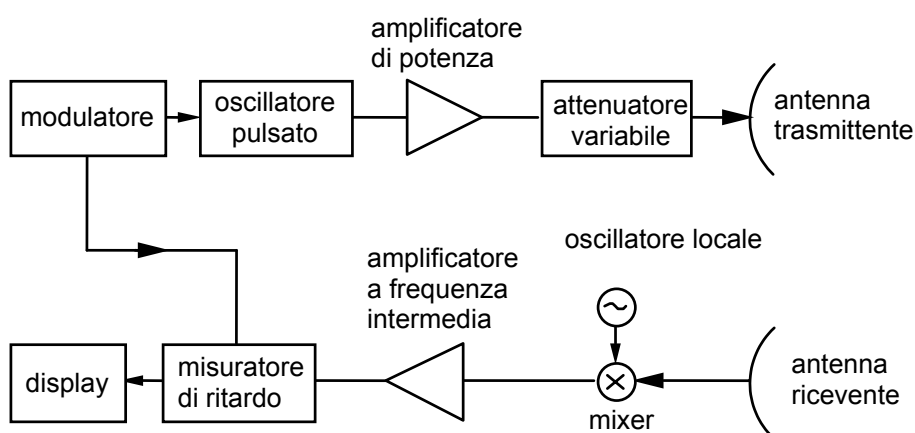 amplificatore
di potenza
modulatore
oscillatore
pulsato
attenuatore
variabile
antenna
trasmittente
oscillatore locale
amplificatore
a frequenza
intermedia
display
misuratore
di ritardo
mixer
antenna
ricevente